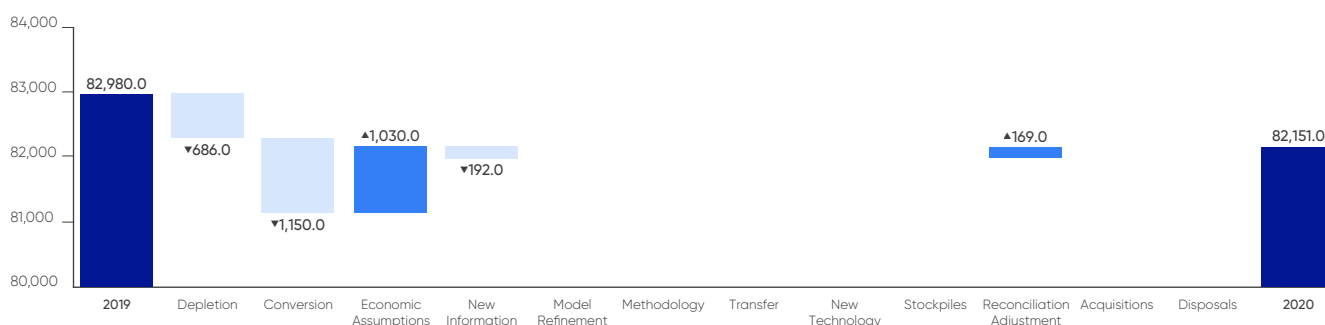 84,000
83,000
82,000
81,000
80,000
82,980.0
▼686.0
▼1,150.0
▲1,030.0
▼192.0
▲169.0
82,151.0
2019
Depletion
Conversion
Economic
Assumptions
New
Information
Model
Refinement
Methodology
Transfer
New
Technology
Stockpiles
Reconciliation
Adjustment
Acquisitions
Disposals
2020